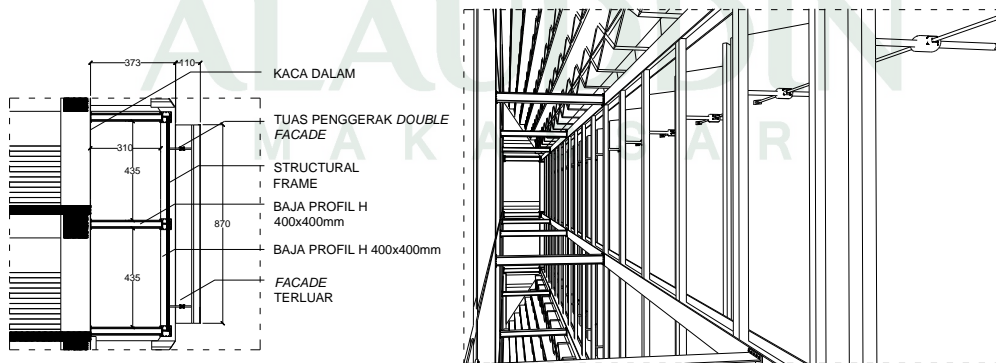 ALAUDDIN
MAKASSAR
373
110
KACA DALAM
TUAS PENGGERAK DOUBLE
FACADE
310
435
STRUCTURAL
FRAME
BAJA PROFIL H
400x400mm
870
BAJA PROFIL H 400x400mm
435
FACADE
TERLUAR